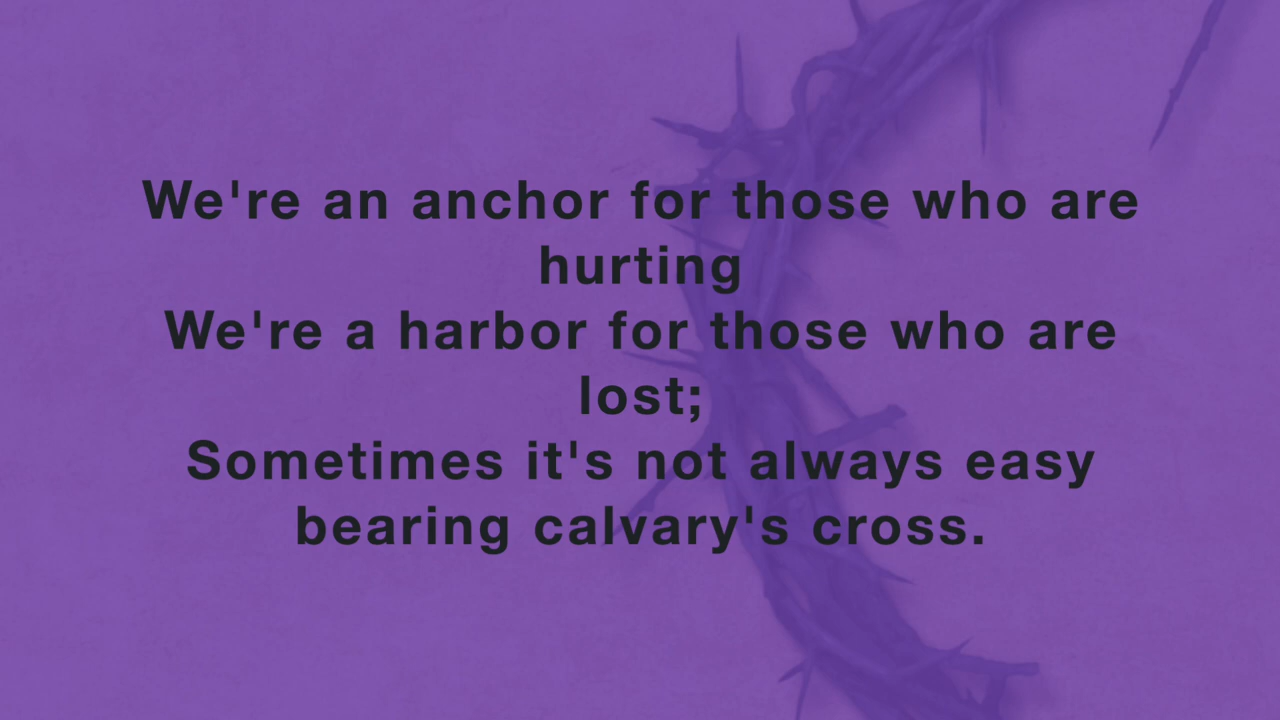 We're an anchor for those who are
hurting
We're a harbor for those who are
lost;
Sometimes it's not always easy
bearing calvary's cross.